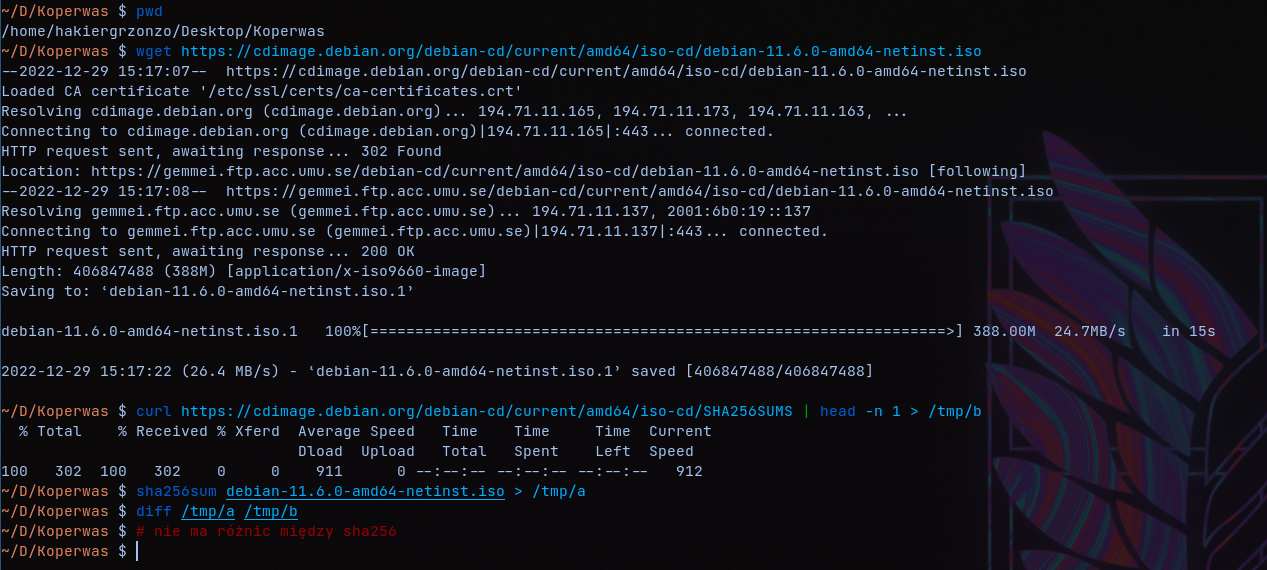 ~/D/Koperwas $ pwd
/home/hakiergrzonzo/Desktop/Koperwas
~/D/Koperwas $ wget https://cdimage.debian.org/debian-cd/current/amd64/iso-cd/debian-11.6.0-amd64-netinst.iso
--2022-12-29 15:17:07--  https://cdimage.debian.org/debian-cd/current/amd64/iso-cd/debian-11.6.0-amd64-netinst.iso
Loaded CA certificate '/etc/ssl/certs/ca-certificates.crt'
Resolving cdimage.debian.org (cdimage.debian.org)... 194.71.11.165, 194.71.11.173, 194.71.11.163, ...
Connecting to cdimage.debian.org (cdimage.debian.org)|194.71.11.165|:443... connected.
HTTP request sent, awaiting response... 302 Found
Location: https://gemmei.ftp.acc.umu.se/debian-cd/current/amd64/iso-cd/debian-11.6.0-amd64-netinst.iso [following]
--2022-12-29 15:17:08--  https://gemmei.ftp.acc.umu.se/debian-cd/current/amd64/iso-cd/debian-11.6.0-amd64-netinst.iso
Resolving gemmei.ftp.acc.umu.se (gemmei.ftp.acc.umu.se)... 194.71.11.137, 2001:6b0:19::137
Connecting to gemmei.ftp.acc.umu.se (gemmei.ftp.acc.umu.se)|194.71.11.137|:443... connected.
HTTP request sent, awaiting response... 200 OK
Length: 406847488 (388M) [application/x-iso9660-image]
Saving to: ‘debian-11.6.0-amd64-netinst.iso.1’
debian-11.6.0-amd64-netinst.iso.1   100%[================================================================>] 388.00M  24.7MB/s    in 15s
2022-12-29 15:17:22 (26.4 MB/s) - ‘debian-11.6.0-amd64-netinst.iso.1’ saved [406847488/406847488]
~/D/Koperwas $ curl https://cdimage.debian.org/debian-cd/current/amd64/iso-cd/SHA256SUMS | head -n 1 > /tmp/b
  % Total    % Received % Xferd  Average Speed   Time    Time     Time  Current
                                 Dload  Upload   Total   Spent    Left  Speed
100   302  100   302    0     0    911      0 --:--:-- --:--:-- --:--:--   912
~/D/Koperwas $ sha256sum debian-11.6.0-amd64-netinst.iso > /tmp/a
~/D/Koperwas $ diff /tmp/a /tmp/b
~/D/Koperwas $ # nie ma różnic między sha256
~/D/Koperwas $